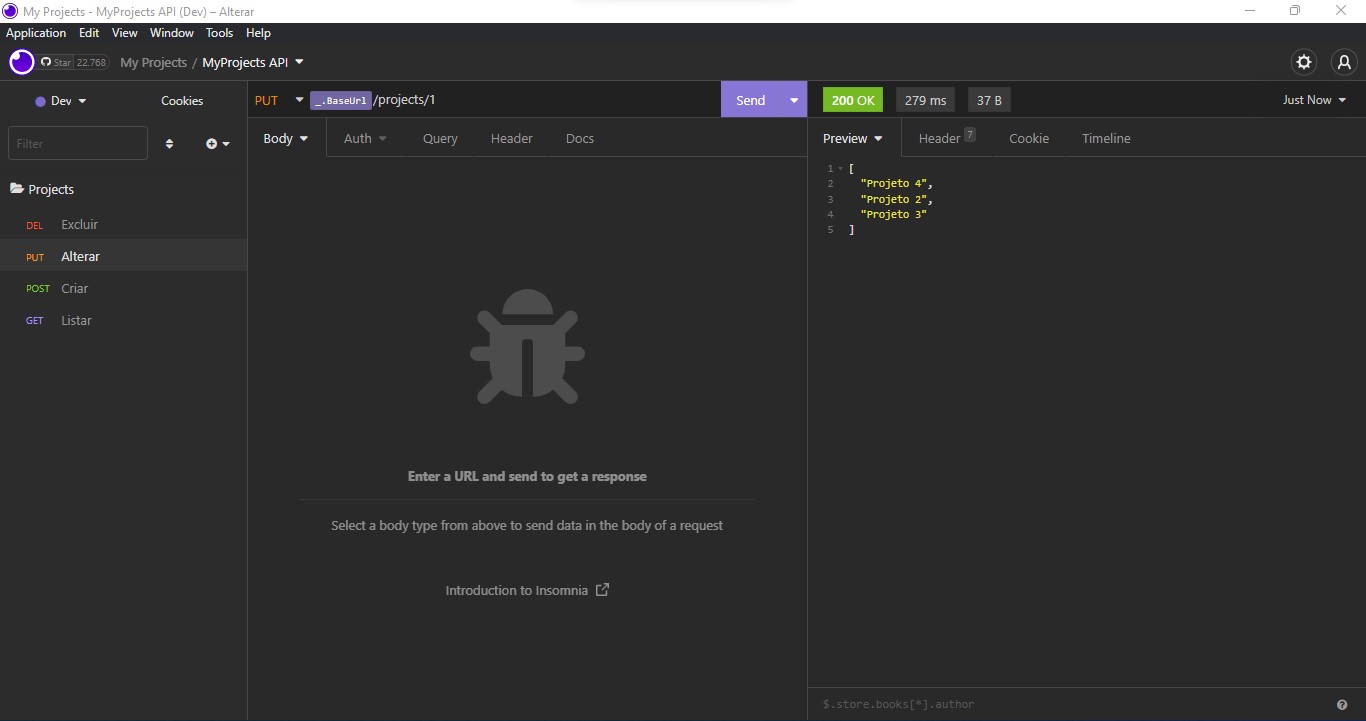 My Projects - MyProjects API (Dev) – Alterar
Application Edit View Window Tools Help
Star 22.768 My Projects / MyProjects API
Dev Cookies
Filter
Projects
DEL Excluir
PUT Alterar
POST Criar
GET Listar
PUT _.BaseUrl /projects/1 Send
Body Auth Query Header Docs
Enter a URL and send to get a response
Select a body type from above to send data in the body of a request
Introduction to Insomnia
200 OK 279 ms 37 B Just Now
Preview Header 7 Cookie Timeline
1 [
2 "Projeto 4",
3 "Projeto 2",
4 "Projeto 3"
5 ]
$.store.books[*].author